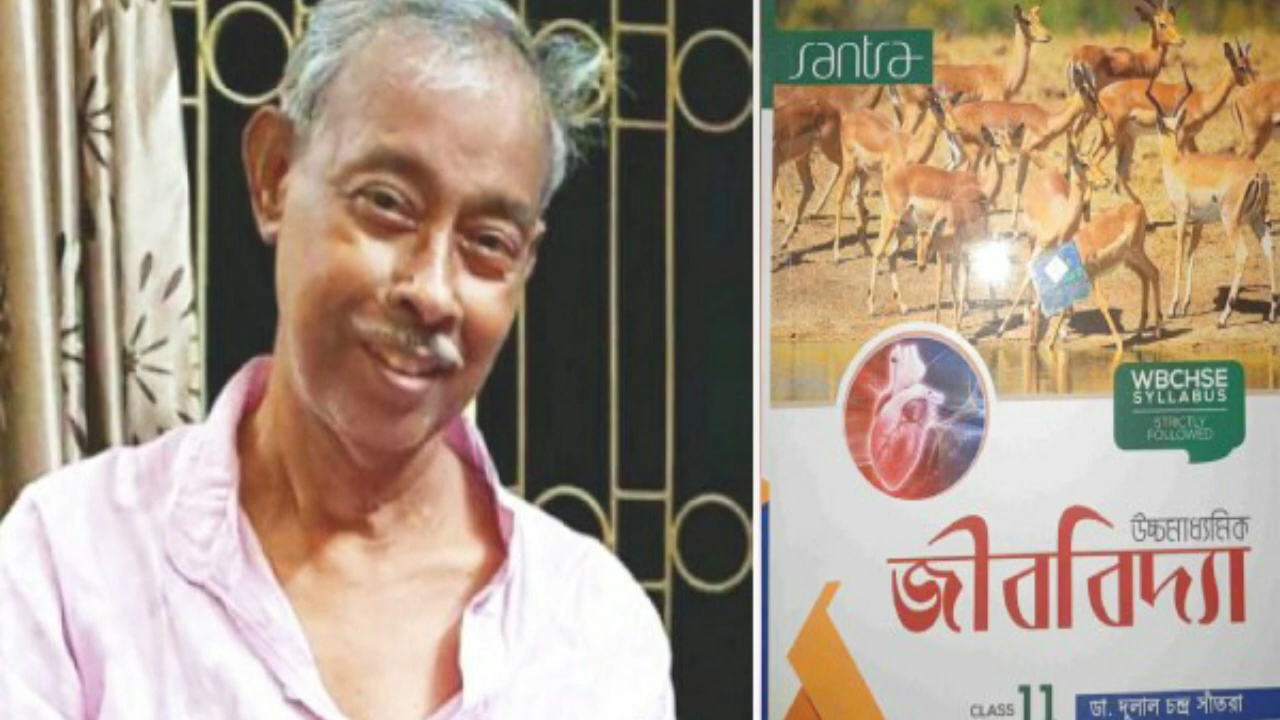 santra
WBCHSE
SYLLABUS
STRICTLY
FOLLOWED
উচ্চমাধ্যমিক
জীববিদ্যা
CLASS 11
ডা. দুলাল চন্দ্র সাঁতরা